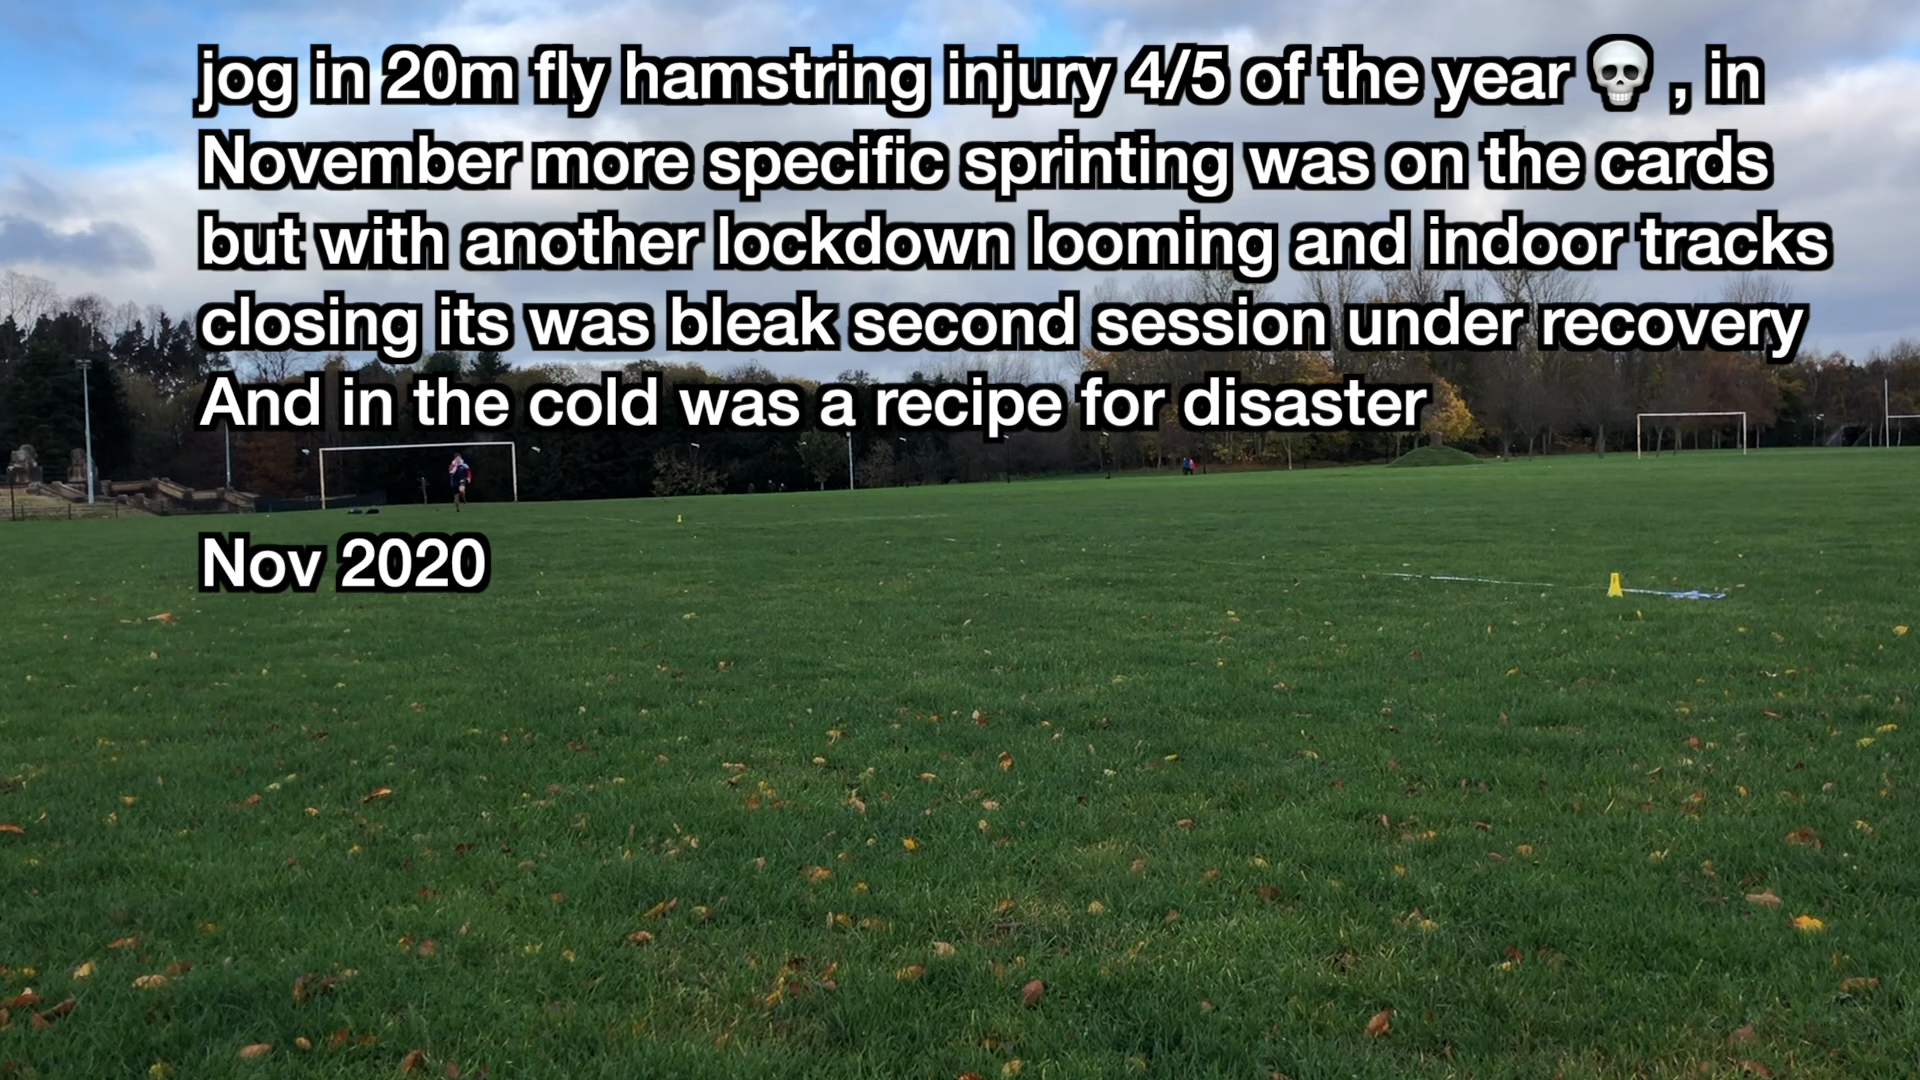 jog in 20m fly hamstring injury 4/5 of the year 💀 , in
November more specific sprinting was on the cards
but with another lockdown looming and indoor tracks
closing its was bleak second session under recovery
And in the cold was a recipe for disaster
Nov 2020